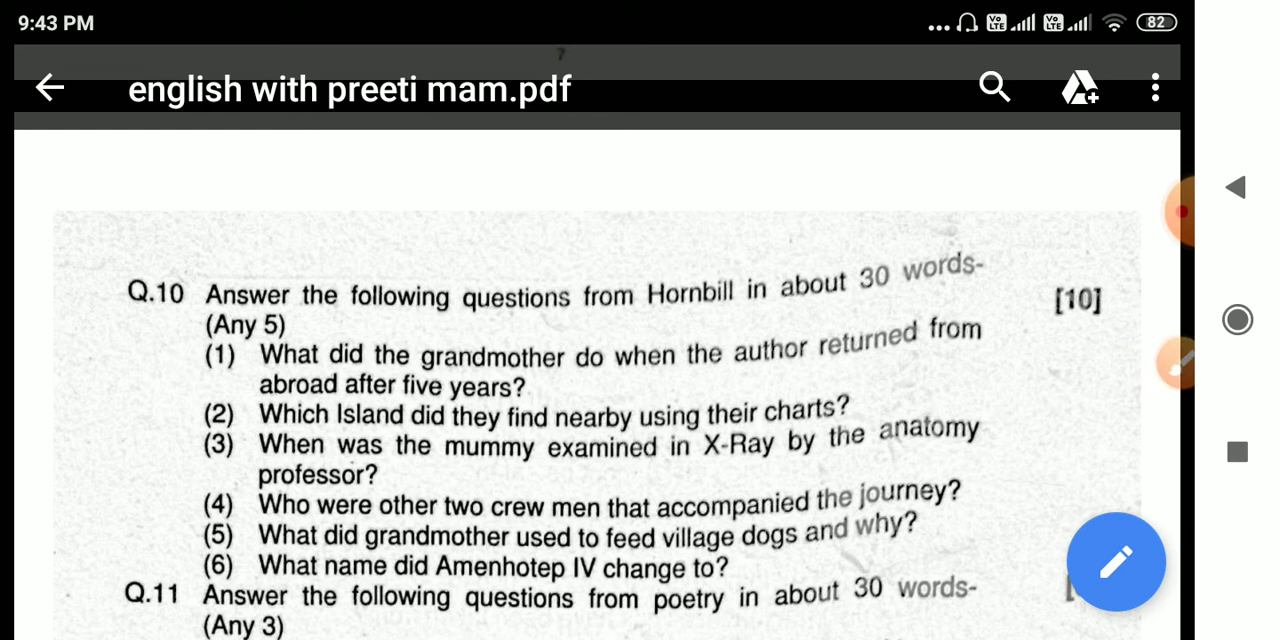 9:43 PM
Vo LTE Vo LTE 82
7
english with preeti mam.pdf
Q.10 Answer the following questions from Hornbill in about 30 words- [10]
(Any 5)
(1) What did the grandmother do when the author returned from
abroad after five years?
(2) Which Island did they find nearby using their charts?
(3) When was the mummy examined in X-Ray by the anatomy
professor?
(4) Who were other two crew men that accompanied the journey?
(5) What did grandmother used to feed village dogs and why?
(6) What name did Amenhotep IV change to?
Q.11 Answer the following questions from poetry in about 30 words- [
(Any 3)